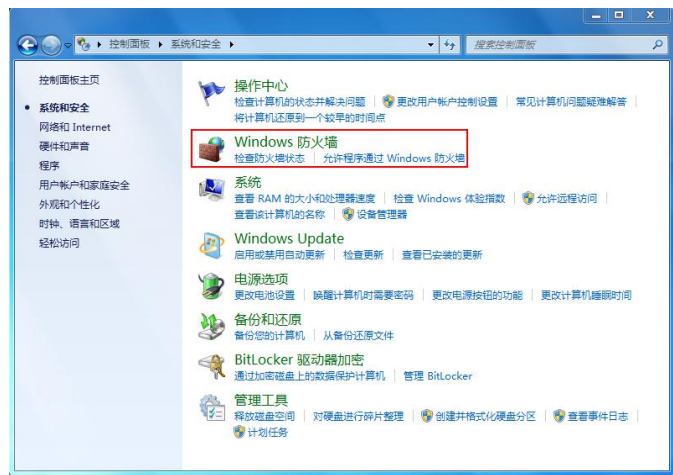 控制面板 ▸ 系统和安全 ▸
搜索控制面板
控制面板主页
系统和安全
网络和 Internet
硬件和声音
程序
用户帐户和家庭安全
外观和个性化
时钟、语言和区域
轻松访问
操作中心
检查计算机的状态并解决问题 更改用户帐户控制设置 常见计算机问题疑难解答
将计算机还原到一个较早的时间点
Windows 防火墙
检查防火墙状态 允许程序通过 Windows 防火墙
系统
查看 RAM 的大小和处理器速度 检查 Windows 体验指数 允许远程访问
查看该计算机的名称 设备管理器
Windows Update
启用或禁用自动更新 检查更新 查看已安装的更新
电源选项
更改电池设置 唤醒计算机时需要密码 更改电源按钮的功能 更改计算机睡眠时间
备份和还原
备份您的计算机 从备份还原文件
BitLocker 驱动器加密
通过加密磁盘上的数据保护计算机 管理 BitLocker
管理工具
释放磁盘空间 对硬盘进行碎片整理 创建并格式化硬盘分区 查看事件日志
计划任务